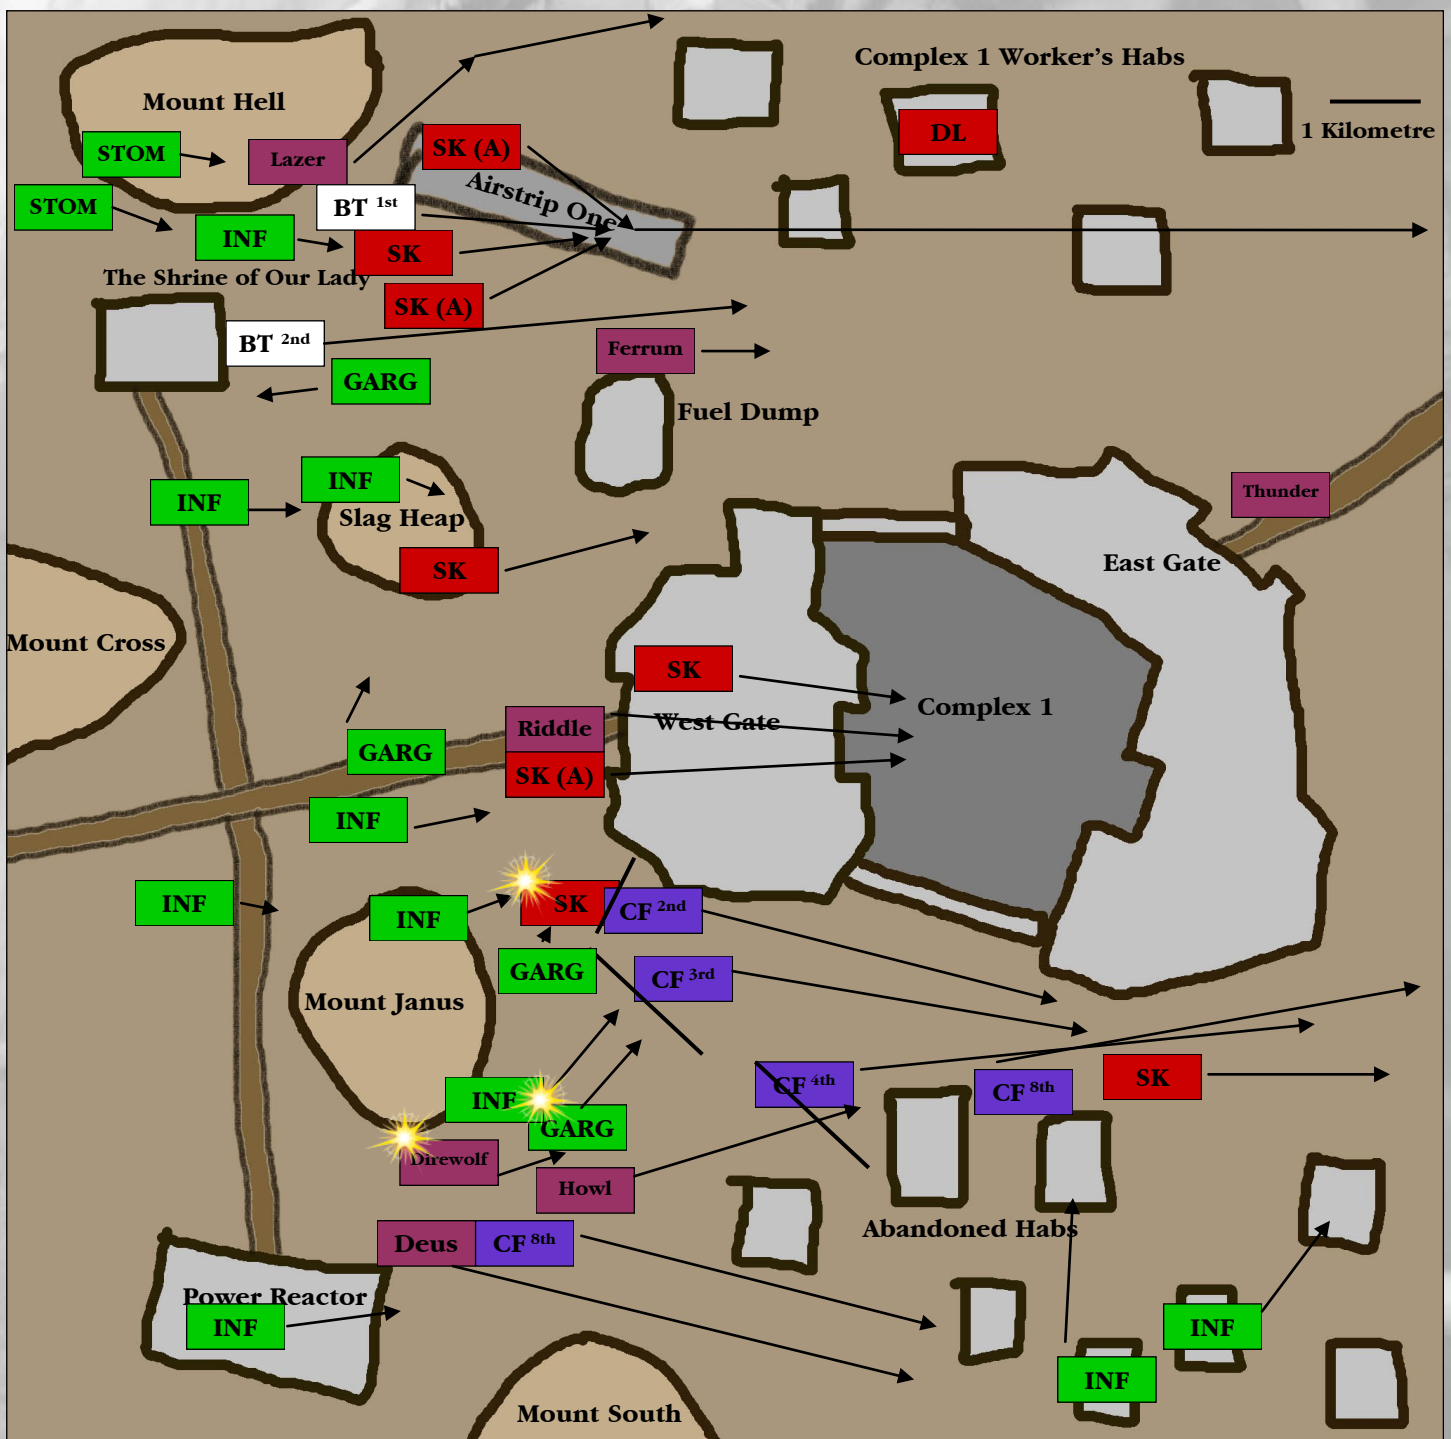 Complex 1 Worker's Habs
Mount Hell
1 Kilometre
DL
STOM
Lazer
SK (A)
Airstrip One
STOM
BT 1st
INF
SK
The Shrine of Our Lady
SK (A)
BT 2nd
Ferrum
GARG
Fuel Dump
INF
INF
Slag Heap
Thunder
SK
East Gate
Mount Cross
SK
Complex 1
Riddle
West Gate
GARG
SK (A)
INF
INF
INF
SK
CF 2nd
GARG
CF 3rd
Mount Janus
CF 4th
SK
CF 8th
INF
GARG
Direwolf
Howl
Abandoned Habs
Deus
CF 8th
Power Reactor
INF
INF
INF
Mount South